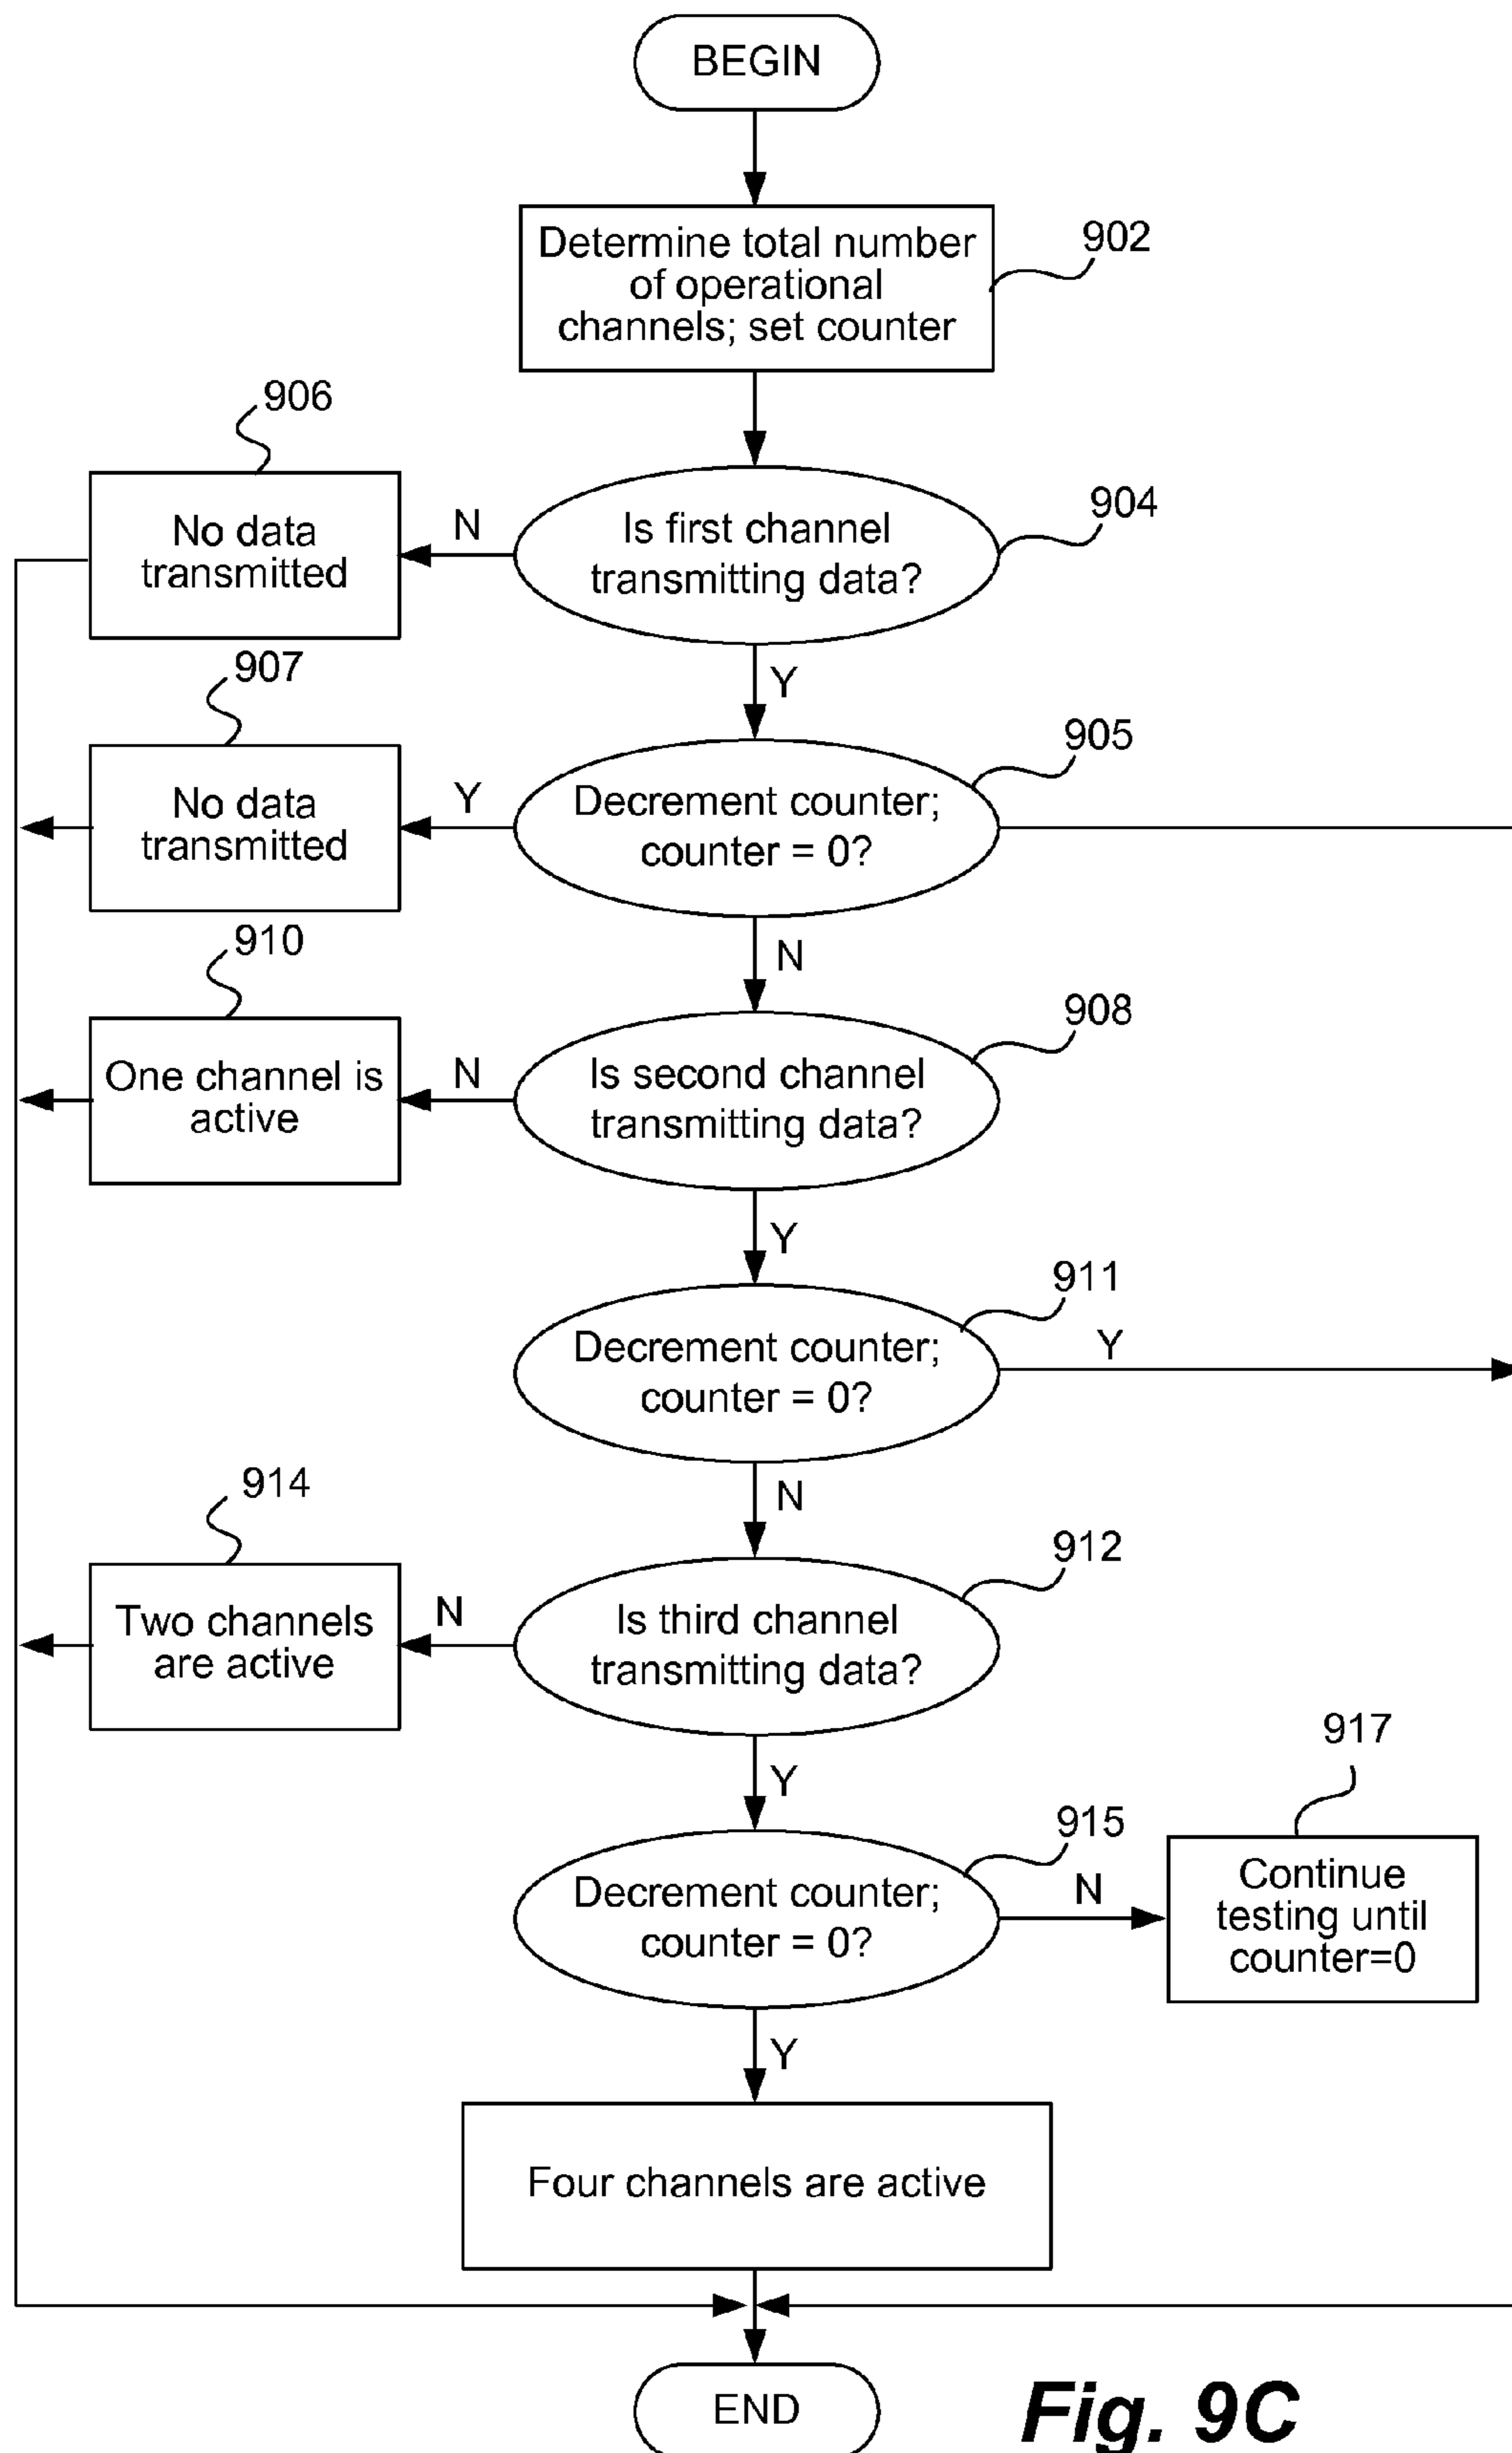 BEGIN
Determine total number
of operational
channels; set counter
902
906
No data
transmitted
N
Is first channel
transmitting data?
904
Y
907
No data
transmitted
Y
Decrement counter;
counter = 0?
905
N
910
One channel is
active
N
Is second channel
transmitting data?
908
Y
Decrement counter;
counter = 0?
911
Y
N
914
Two channels
are active
N
Is third channel
transmitting data?
912
Y
Decrement counter;
counter = 0?
915
N
917
Continue
testing until
counter=0
Y
Four channels are active
END
Fig. 9C